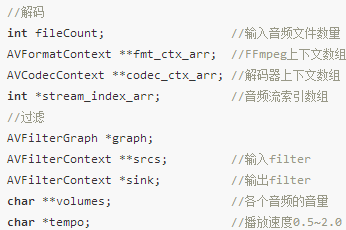 //解码
int fileCount; //输入音频文件数量
AVFormatContext **fmt_ctx_arr; //FFmpeg上下文数组
AVCodecContext **codec_ctx_arr; //解码器上下文数组
int *stream_index_arr; //音频流索引数组
//过滤
AVFilterGraph *graph;
AVFilterContext **srcs; //输入filter
AVFilterContext *sink; //输出filter
char **volumes; //各个音频的音量
char *tempo; //播放速度0.5~2.0